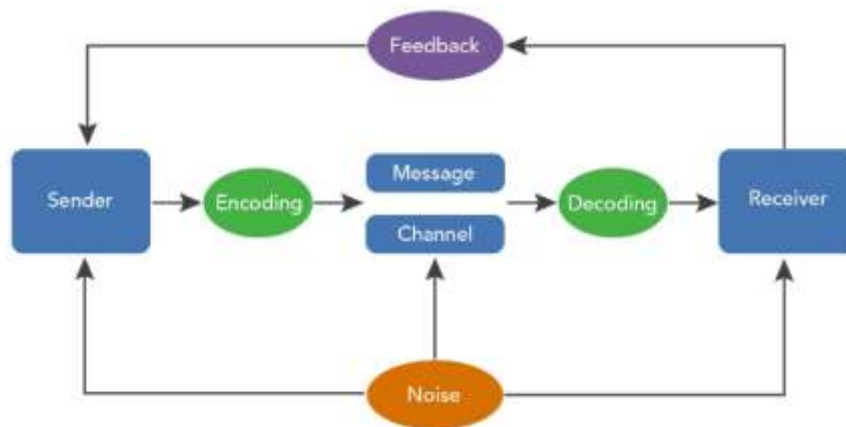 Feedback
Sender
Encoding
Message
Channel
Decoding
Receiver
Noise